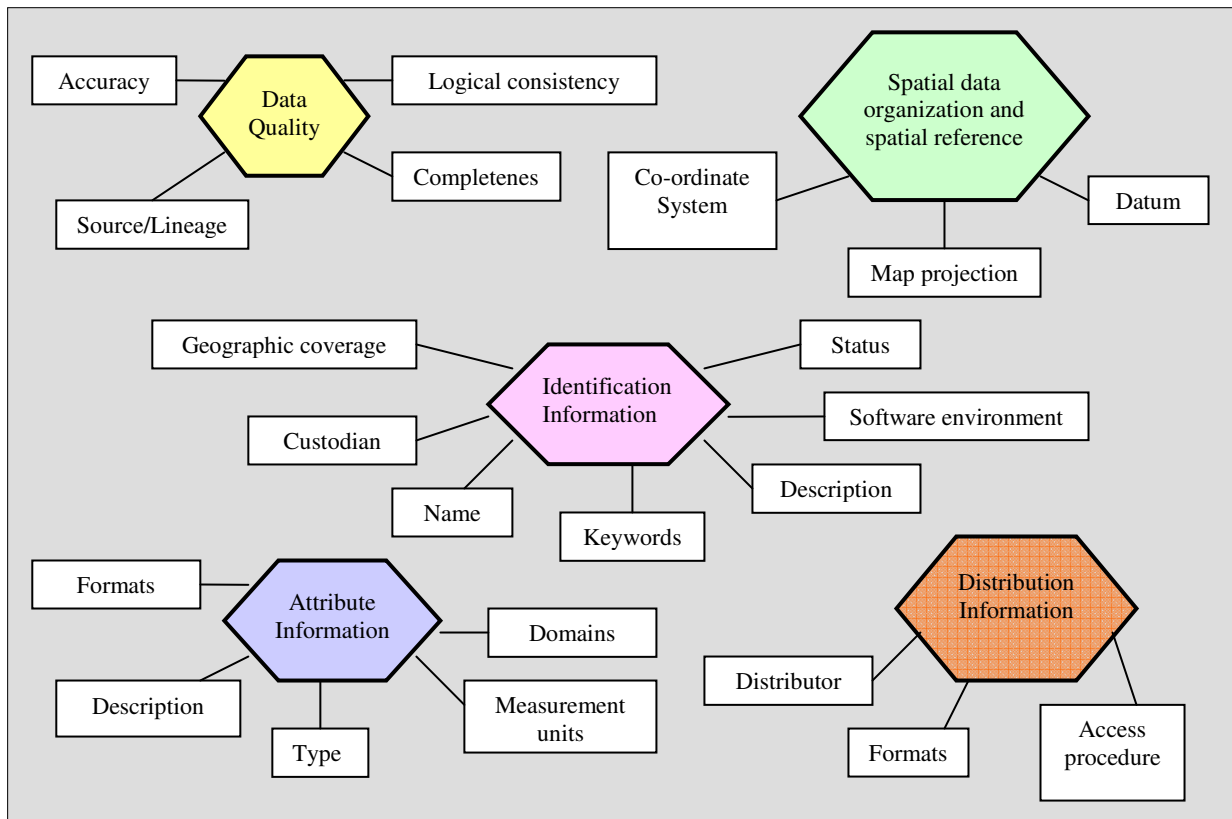 Accuracy
Data
Quality
Logical consistency
Completenes
Source/Lineage
Spatial data
organization and
spatial reference
Co-ordinate
System
Datum
Map projection
Geographic coverage
Identification
Information
Status
Custodian
Software environment
Name
Keywords
Description
Formats
Attribute
Information
Domains
Description
Measurement
units
Type
Distribution
Information
Distributor
Formats
Access
procedure